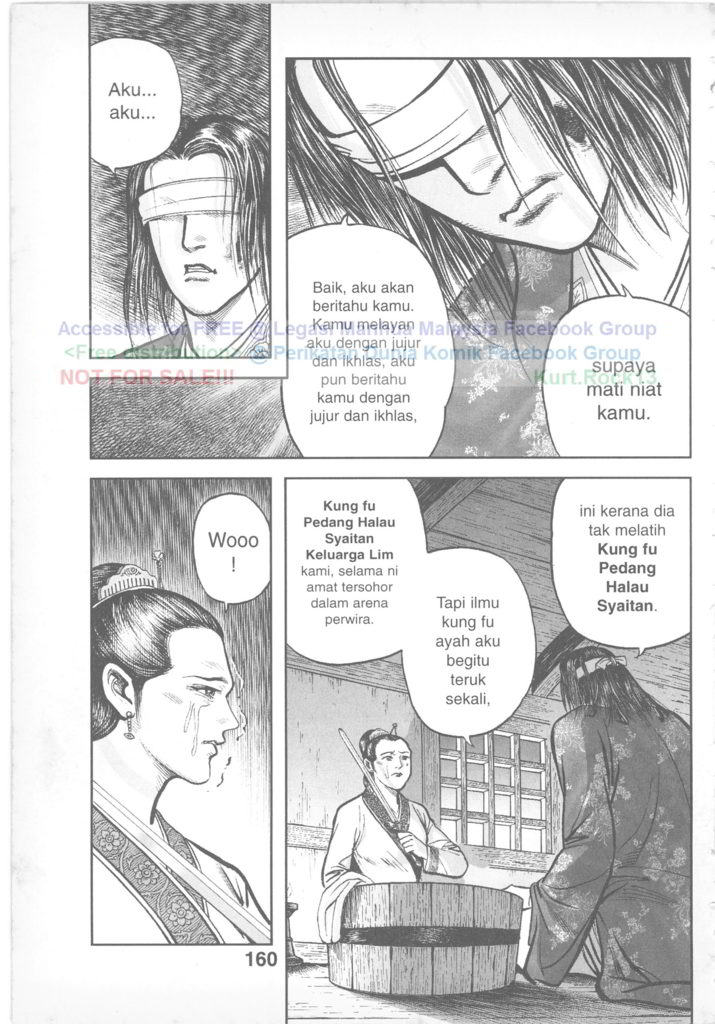 Aku...
aku...
Baik, aku akan
beritahu kamu.
Kamu melayan
aku dengan jujur
dan ikhlas, aku
pun beritahu
kamu dengan
jujur dan ikhlas,
supaya
mati niat
kamu.
Accessible for FREE @ Legasi Manhua Malaysia Facebook Group
<Free distribution> @ Perikatan Dunia Komik Facebook Group
NOT FOR SALE!!!
Kurt.Rock13
Wooo
!
Kung fu
Pedang Halau
Syaitan
Keluarga Lim
kami, selama ni
amat tersohor
dalam arena
perwira.
Tapi ilmu
kung fu
ayah aku
begitu
teruk
sekali,
ini kerana dia
tak melatih
Kung fu
Pedang
Halau
Syaitan.
160